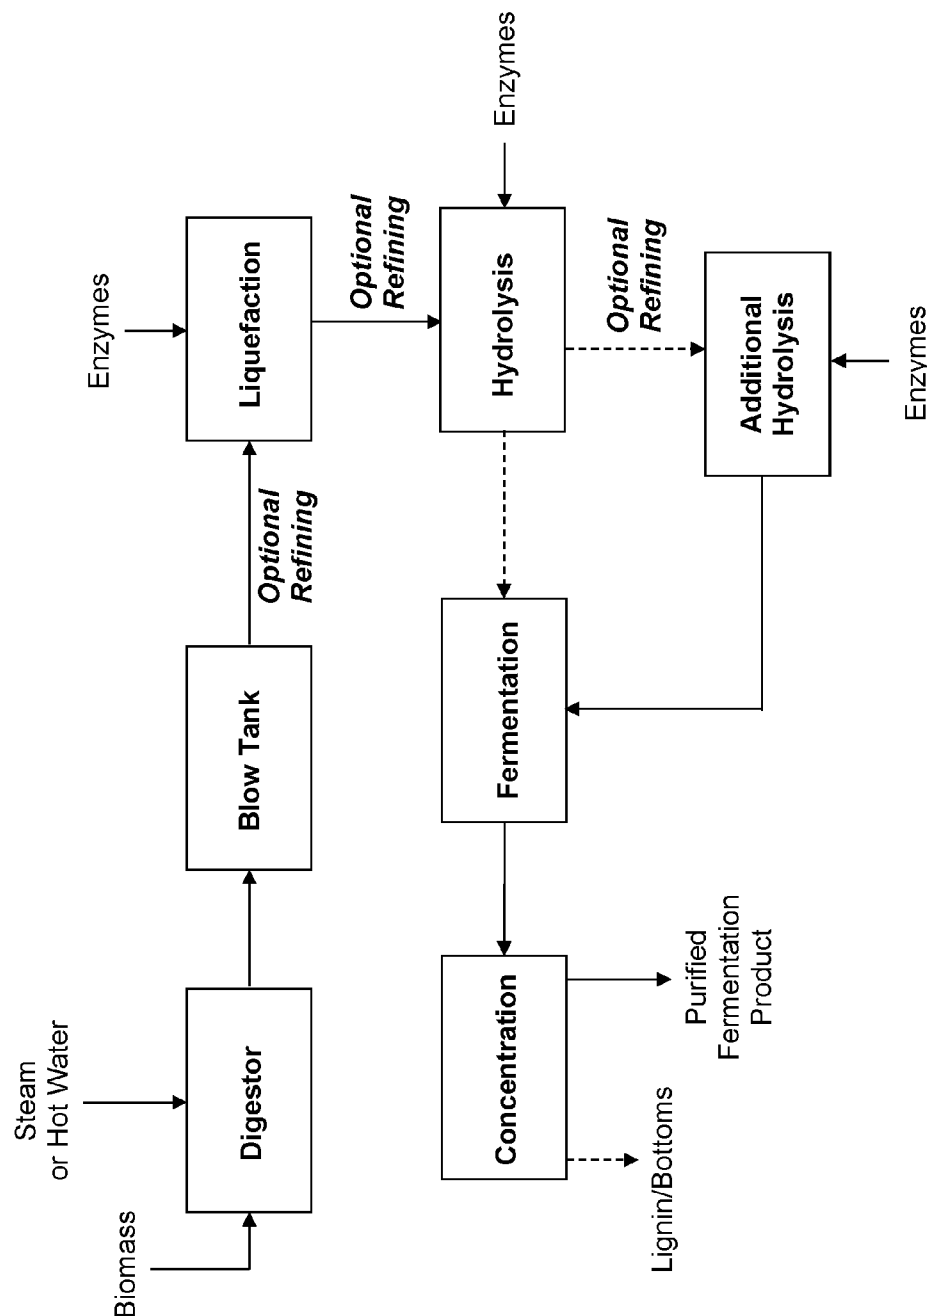 Biomass
Steam
or Hot Water
Digestor
Blow Tank
Optional
Refining
Enzymes
Liquefaction
Optional
Refining
Enzymes
Hydrolysis
Optional
Refining
Additional
Hydrolysis
Enzymes
Fermentation
Concentration
Lignin/Bottoms
Purified
Fermentation
Product